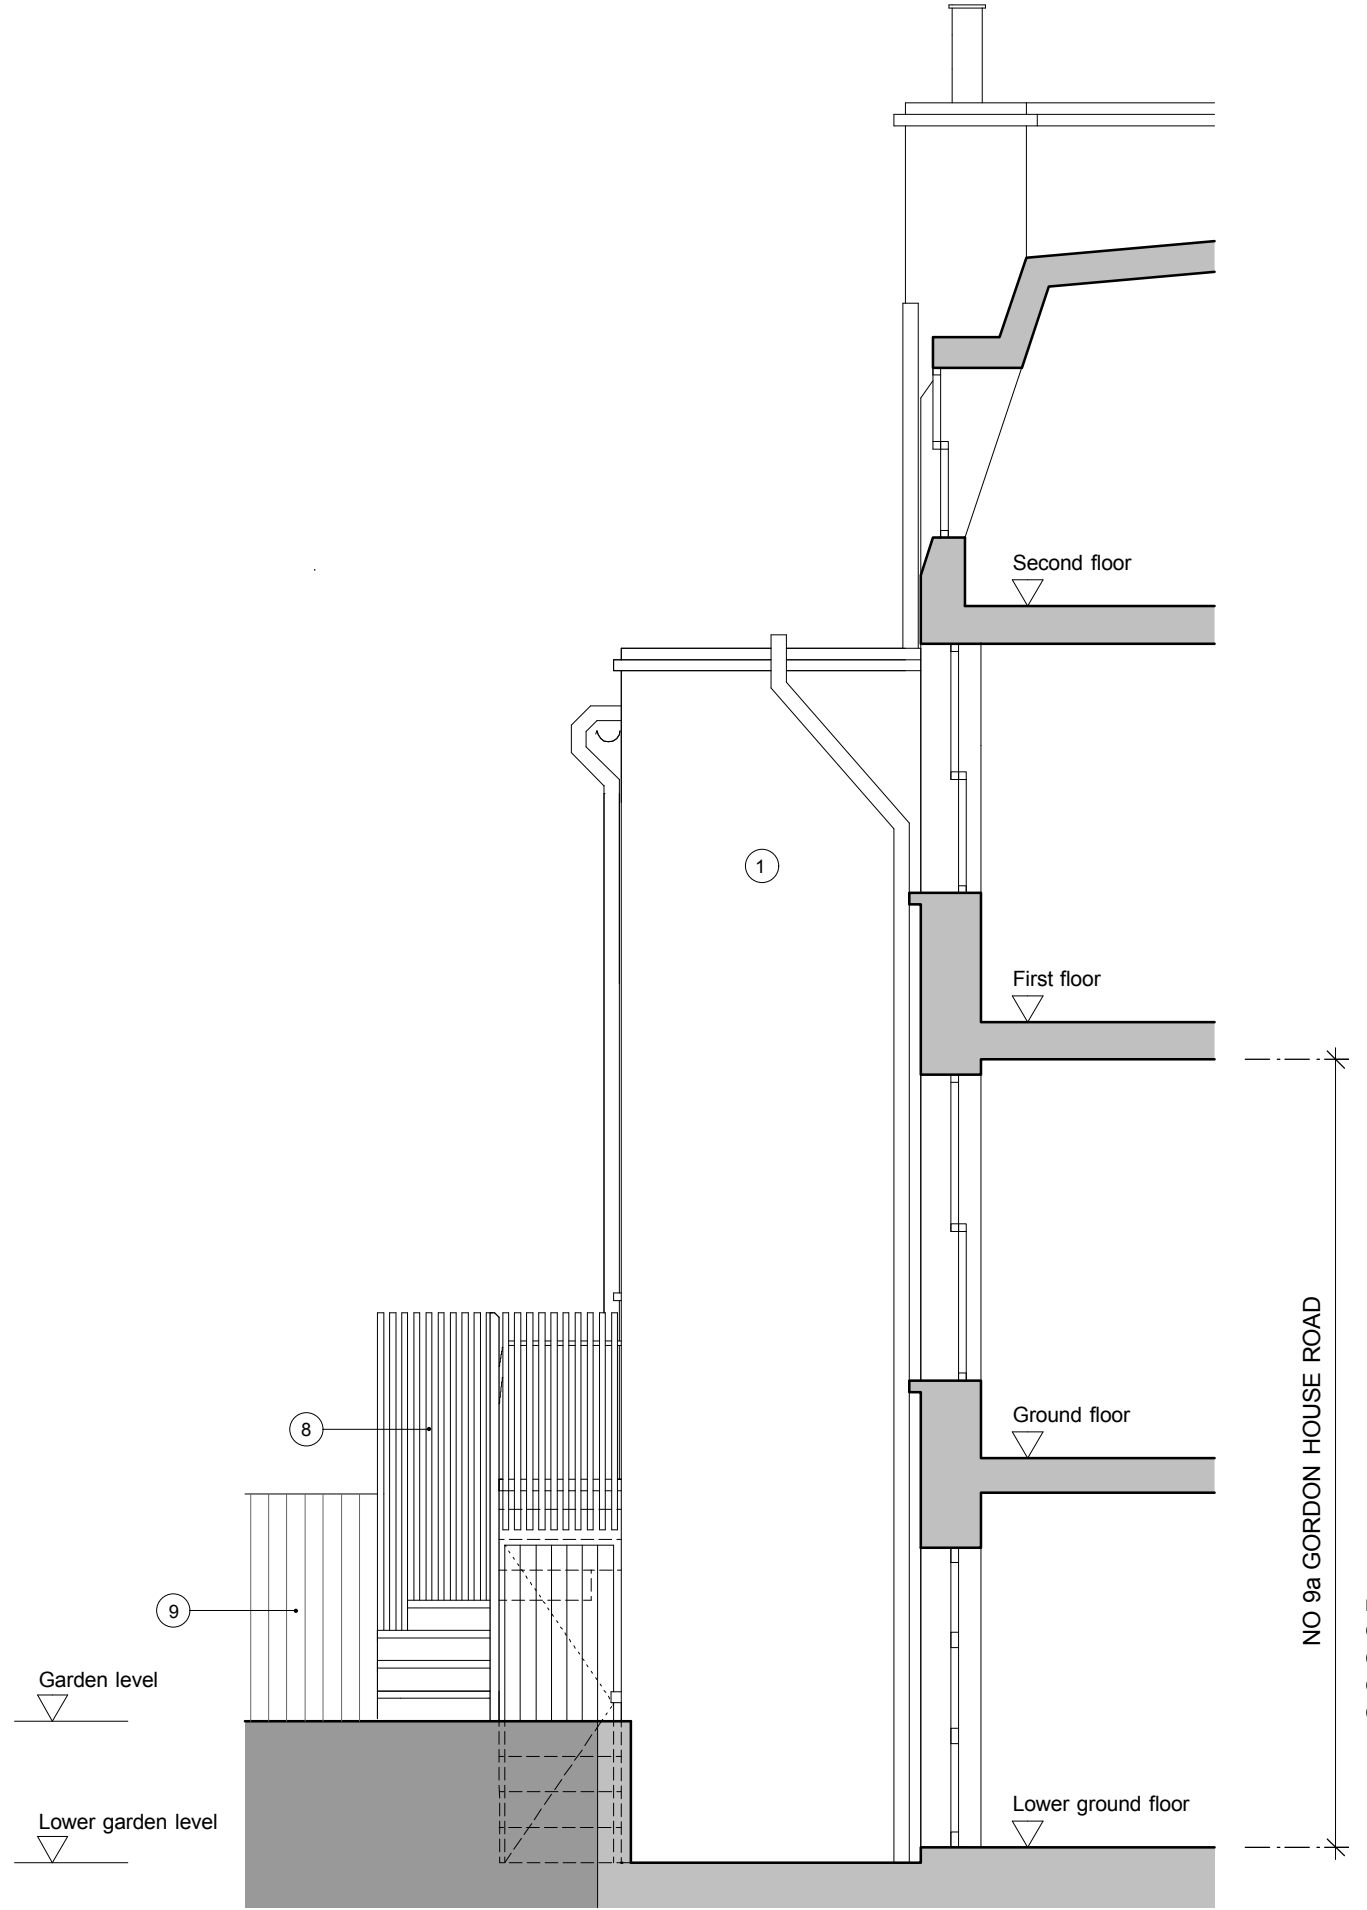 Second floor
1
First floor
8
Ground floor
NO 9a GORDON HOUSE ROAD
9
Garden level
Lower garden level
Lower ground floor